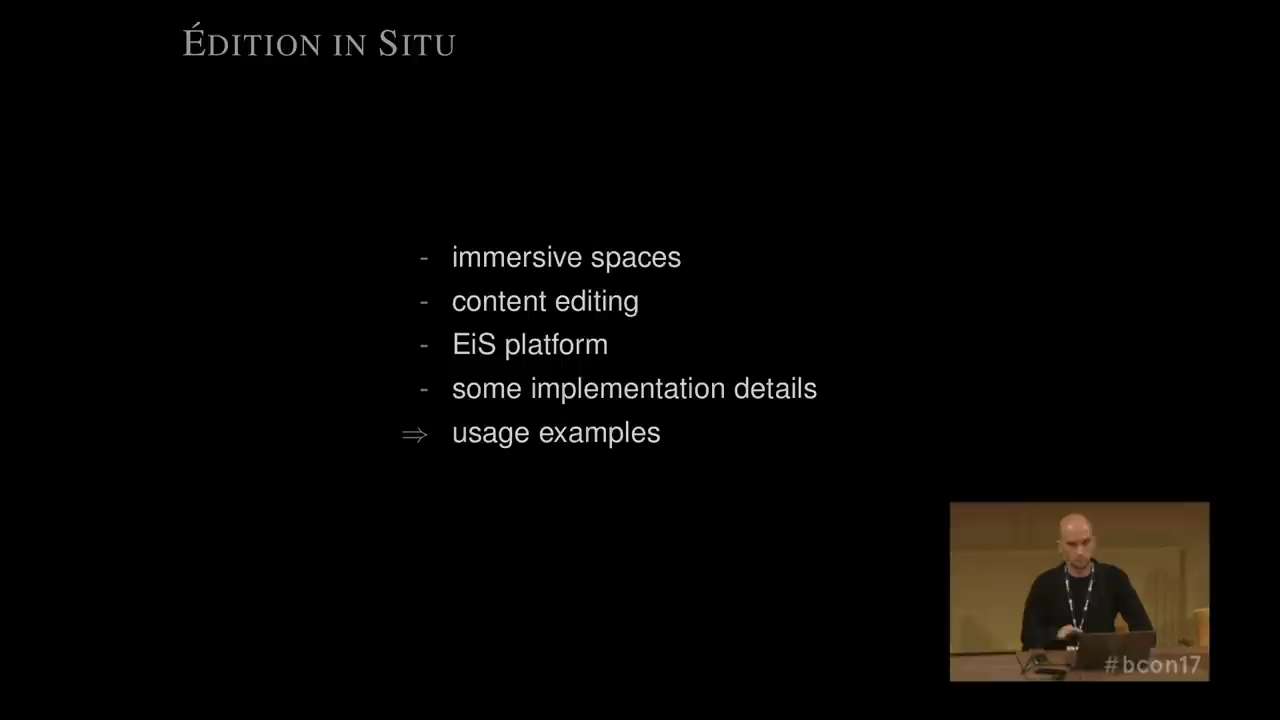 ÉDITION IN SITU
- immersive spaces
- content editing
- EiS platform
- some implementation details
⇒ usage examples
#bcon17